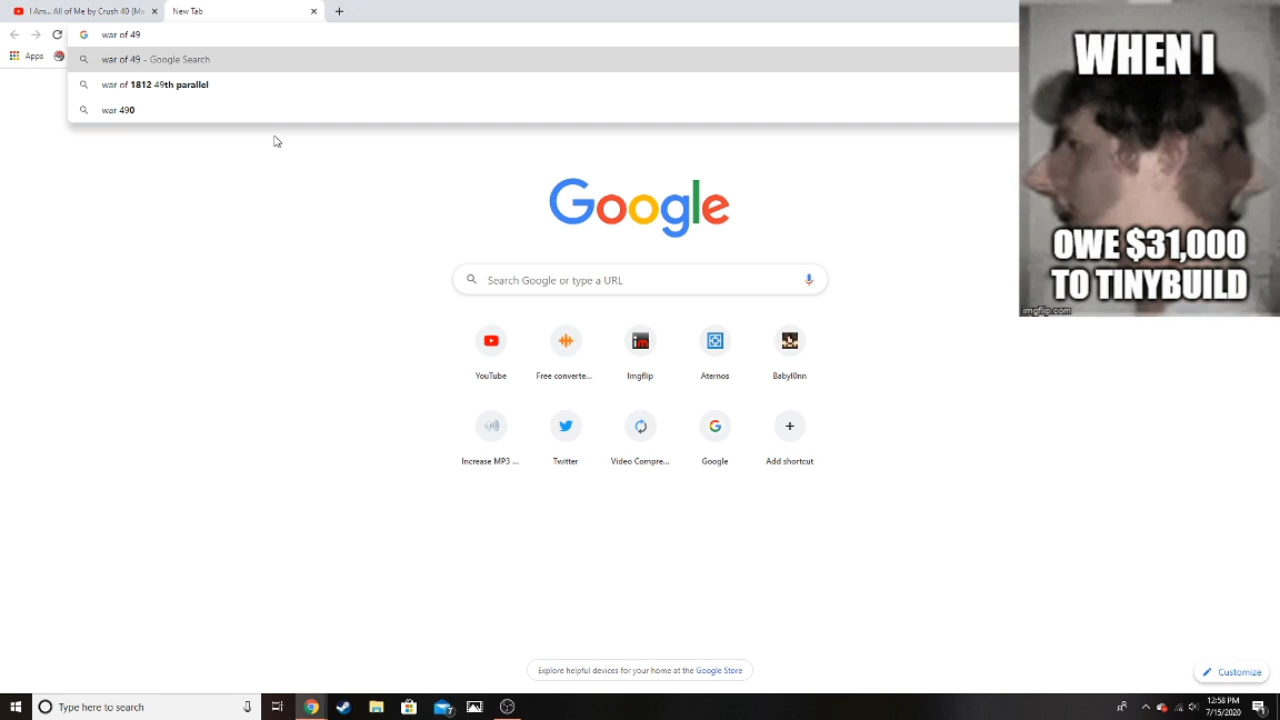 I Am... All of Me by Crush 40 (Ma
New Tab
war of 49
Apps
war of 49 - Google Search
war of 1812 49th parallel
war 490
WHEN I
OWE $31,000
TO TINYBUILD
imgflip.com
Google
Search Google or type a URL
YouTube
Free converte...
Imgflip
Aternos
Babyl0nn
Increase MP3 ...
Twitter
Video Compre...
Google
Add shortcut
Explore helpful devices for your home at the Google Store
Customize
Type here to search
7
12:58 PM
7/15/2020
1